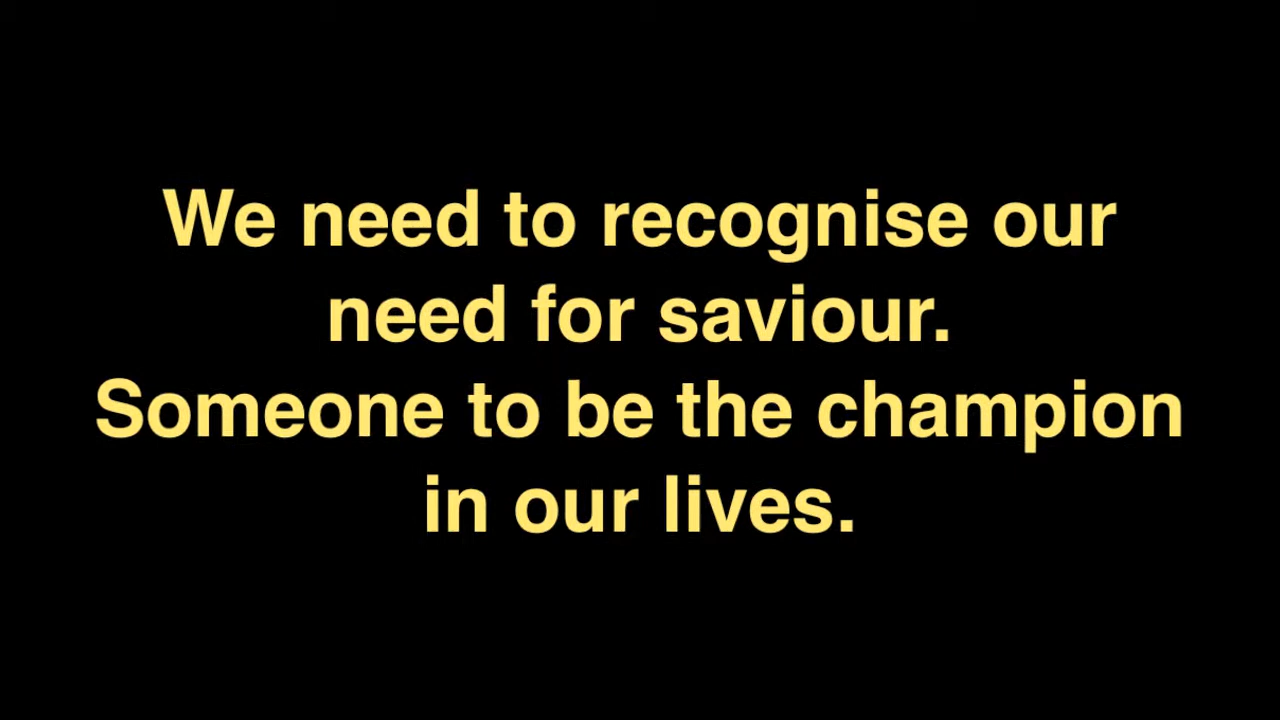 We need to recognise our
need for saviour.
Someone to be the champion
in our lives.